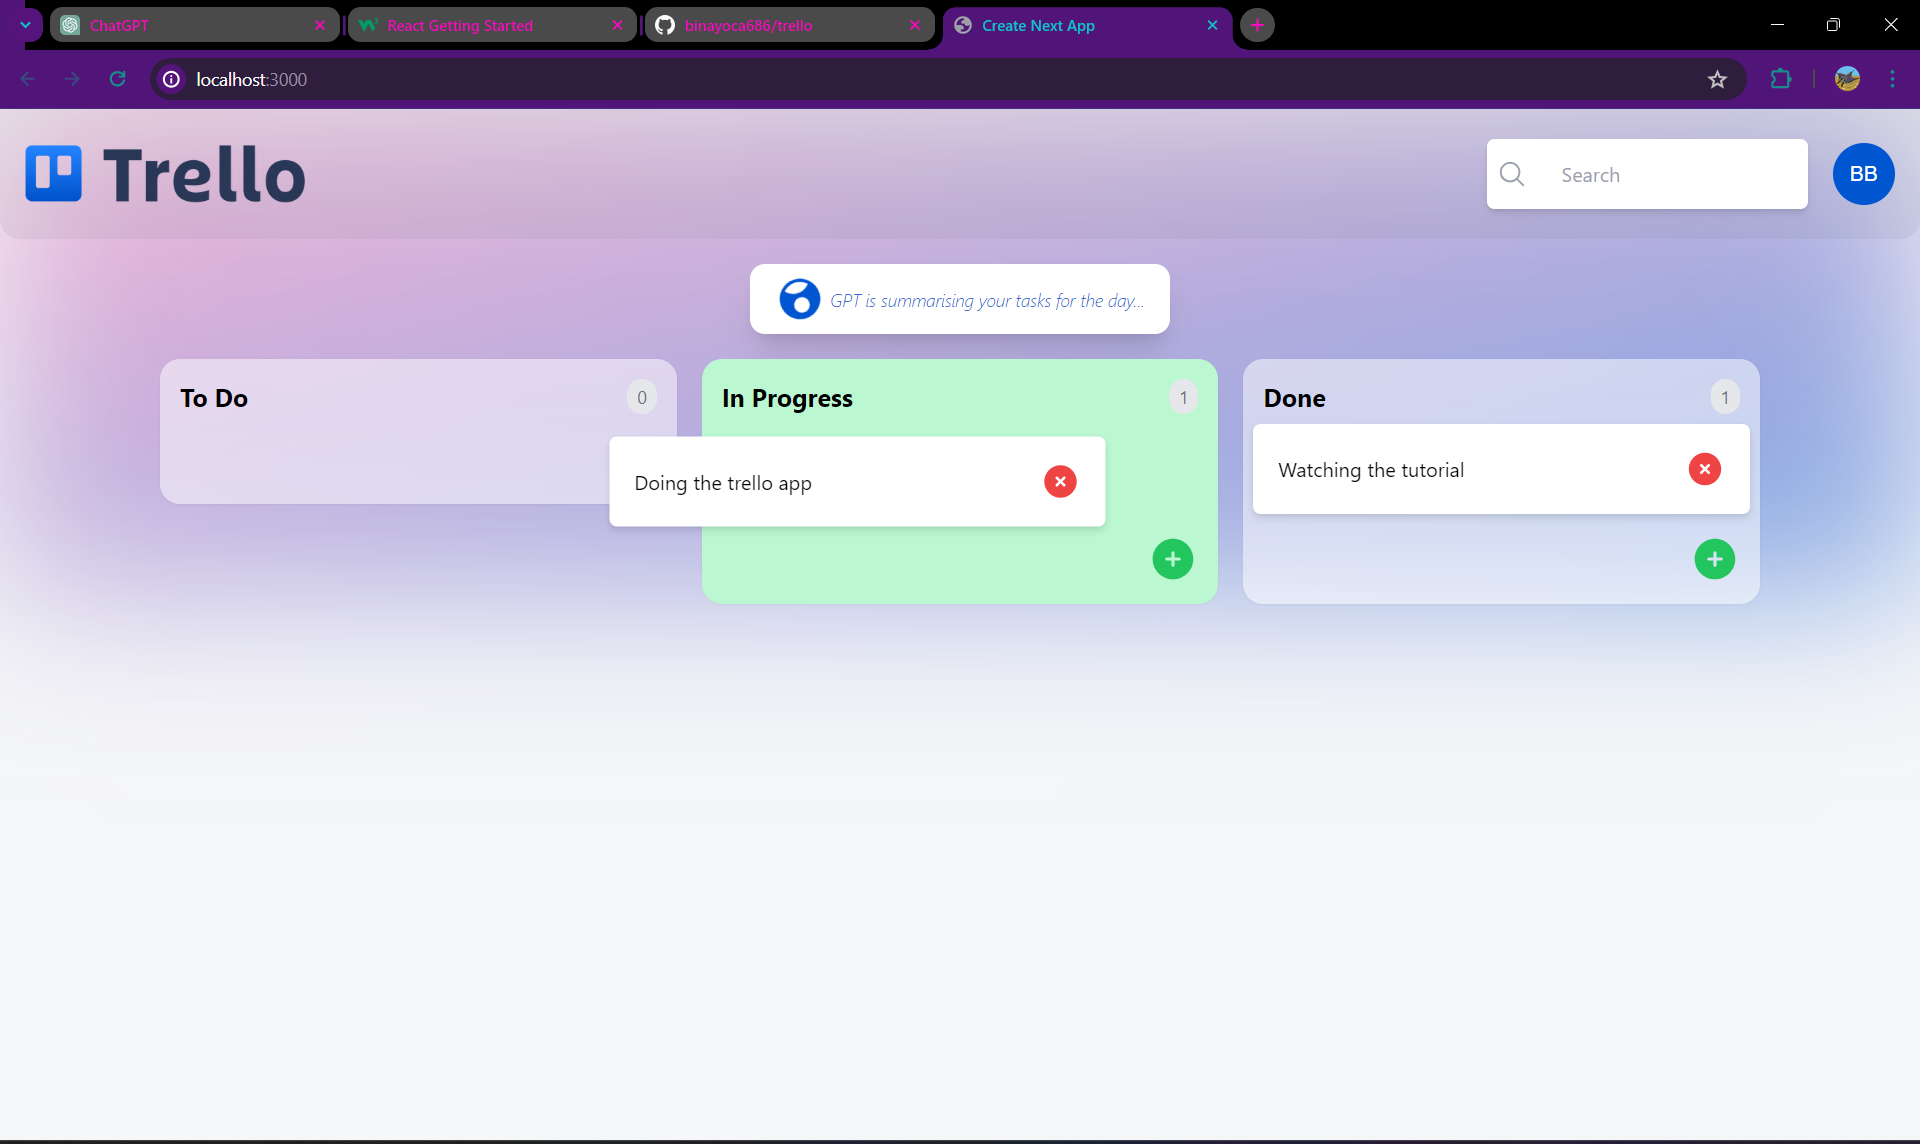 ChatGPT
React Getting Started
binayoca686/trello
Create Next App
localhost:3000
Trello
Search
BB
GPT is summarising your tasks for the day...
To Do
0
In Progress
1
Done
1
Doing the trello app
Watching the tutorial